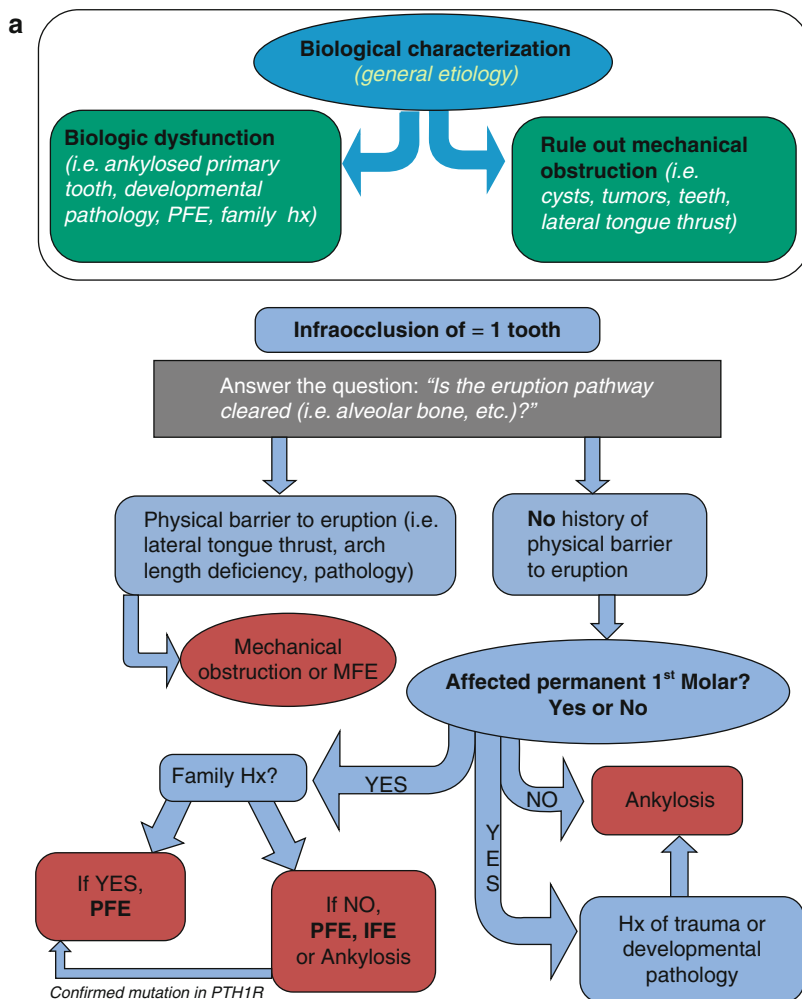 a
Biological characterization
(general etiology)
Biologic dysfunction
(i.e. ankylosed primary
tooth, developmental
pathology, PFE, family hx)
Rule out mechanical
obstruction (i.e.
cysts, tumors, teeth,
lateral tongue thrust)
Infraocclusion of = 1 tooth
Answer the question: “Is the eruption pathway
cleared (i.e. alveolar bone, etc.)?”
Physical barrier to eruption (i.e.
lateral tongue thrust, arch
length deficiency, pathology)
No history of
physical barrier
to eruption
Mechanical
obstruction or MFE
Affected permanent 1st Molar?
Yes or No
Family Hx?
YES
NO
YES
Ankylosis
If YES,
PFE
If NO,
PFE, IFE
or Ankylosis
Hx of trauma or
developmental
pathology
Confirmed mutation in PTH1R